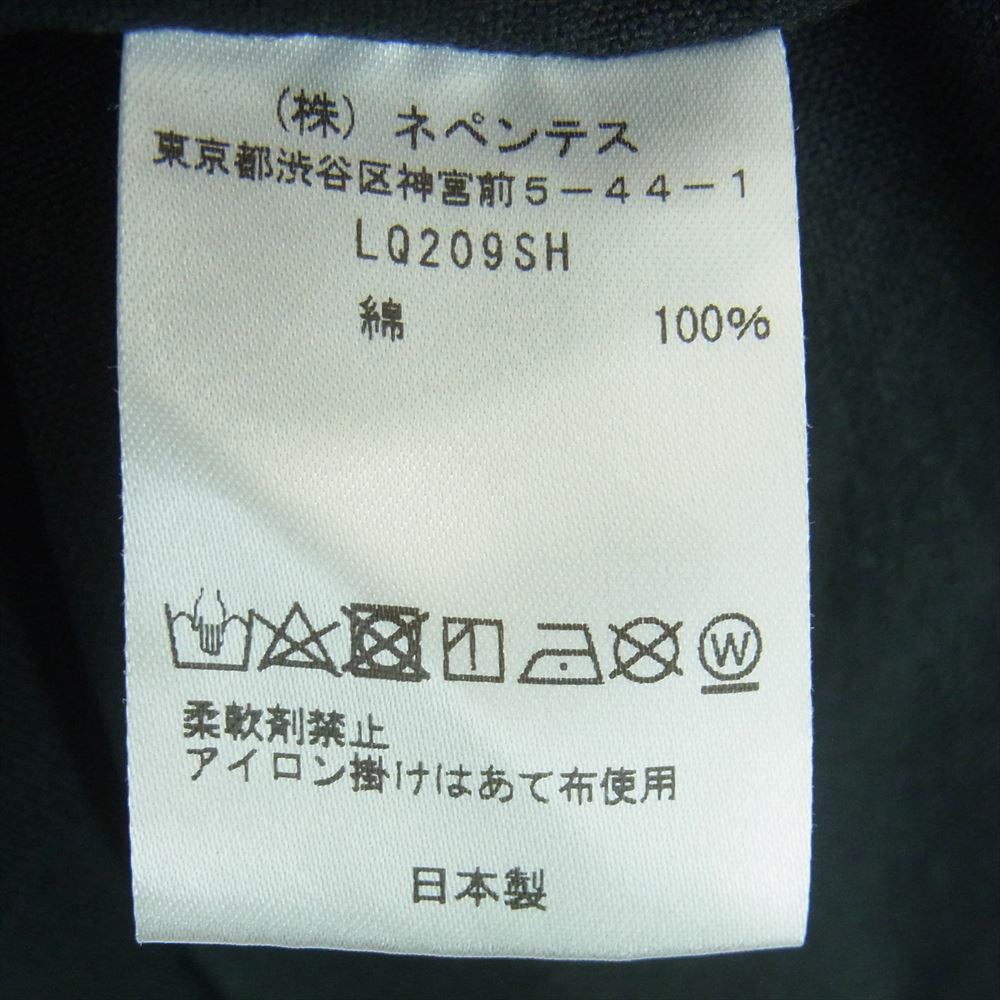 (株) ネペンテス
東京都渋谷区神宮前5-44-1
LQ209SH
綿 100%
W
柔軟剤禁止
アイロン掛けはあて布使用
日本製